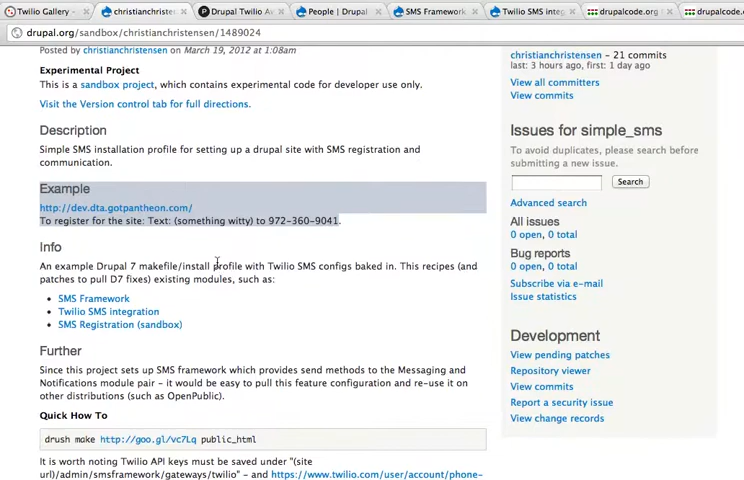 Twilio Gallery -
christianchristen
Drupal Twilio Av
People | Drupal
SMS Framework
Twilio SMS integ
drupalcode.org
drupalcode.
drupal.org/sandbox/christianchristensen/1489024
Posted by christianchristensen on March 19, 2012 at 1:08am
Experimental Project
This is a sandbox project, which contains experimental code for developer use only.
Visit the Version control tab for full directions.
Description
Simple SMS installation profile for setting up a drupal site with SMS registration and
communication.
Example
http://dev.dta.gotpantheon.com/
To register for the site: Text: (something witty) to 972-360-9041.
Info
An example Drupal 7 makefile/install profile with Twilio SMS configs baked in. This recipes (and
patches to pull D7 fixes) existing modules, such as:
• SMS Framework
• Twilio SMS integration
• SMS Registration (sandbox)
Further
Since this project sets up SMS framework which provides send methods to the Messaging and
Notifications module pair - it would be easy to pull this feature configuration and re-use it on
other distributions (such as OpenPublic).
Quick How To
drush make http://goo.gl/vc7Lq public_html
It is worth noting Twilio API keys must be saved under "(site
url)/admin/smsframework/gateways/twilio" - and https://www.twilio.com/user/account/phone-
christianchristensen - 21 commits
last: 3 hours ago, first: 1 day ago
View all committers
View commits
Issues for simple_sms
To avoid duplicates, please search before
submitting a new issue.
Search
Advanced search
All issues
0 open, 0 total
Bug reports
0 open, 0 total
Subscribe via e-mail
Issue statistics
Development
View pending patches
Repository viewer
View commits
Report a security issue
View change records